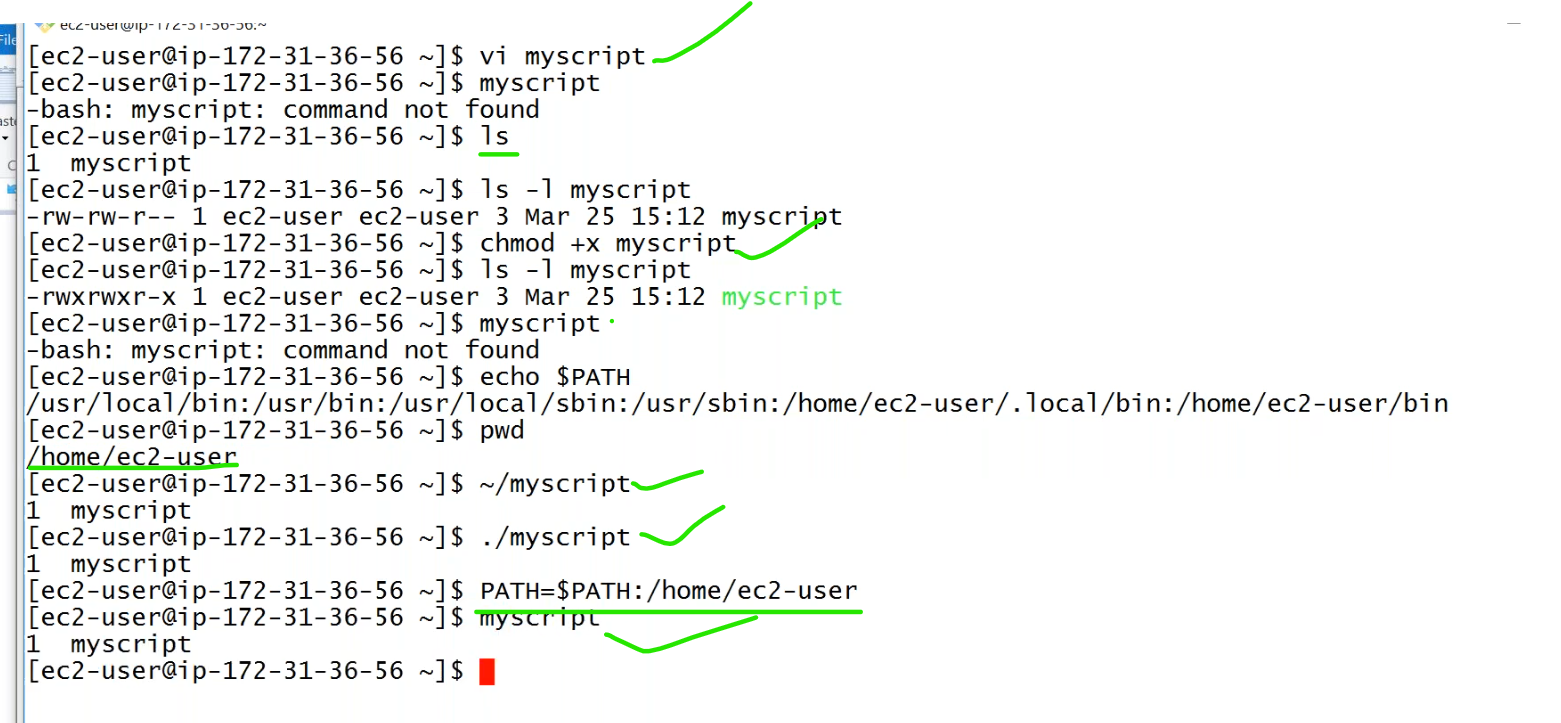 ec2-user@ip-172-31-36-56:~
File
[ec2-user@ip-172-31-36-56 ~]$ vi myscript
[ec2-user@ip-172-31-36-56 ~]$ myscript
-bash: myscript: command not found
[ec2-user@ip-172-31-36-56 ~]$ ls
1  myscript
[ec2-user@ip-172-31-36-56 ~]$ ls -l myscript
-rw-rw-r-- 1 ec2-user ec2-user 3 Mar 25 15:12 myscript
[ec2-user@ip-172-31-36-56 ~]$ chmod +x myscript
[ec2-user@ip-172-31-36-56 ~]$ ls -l myscript
-rwxrwxr-x 1 ec2-user ec2-user 3 Mar 25 15:12 myscript
[ec2-user@ip-172-31-36-56 ~]$ myscript
-bash: myscript: command not found
[ec2-user@ip-172-31-36-56 ~]$ echo $PATH
/usr/local/bin:/usr/bin:/usr/local/sbin:/usr/sbin:/home/ec2-user/.local/bin:/home/ec2-user/bin
[ec2-user@ip-172-31-36-56 ~]$ pwd
/home/ec2-user
[ec2-user@ip-172-31-36-56 ~]$ ~/myscript
1  myscript
[ec2-user@ip-172-31-36-56 ~]$ ./myscript
1  myscript
[ec2-user@ip-172-31-36-56 ~]$ PATH=$PATH:/home/ec2-user
[ec2-user@ip-172-31-36-56 ~]$ myscript
1  myscript
[ec2-user@ip-172-31-36-56 ~]$